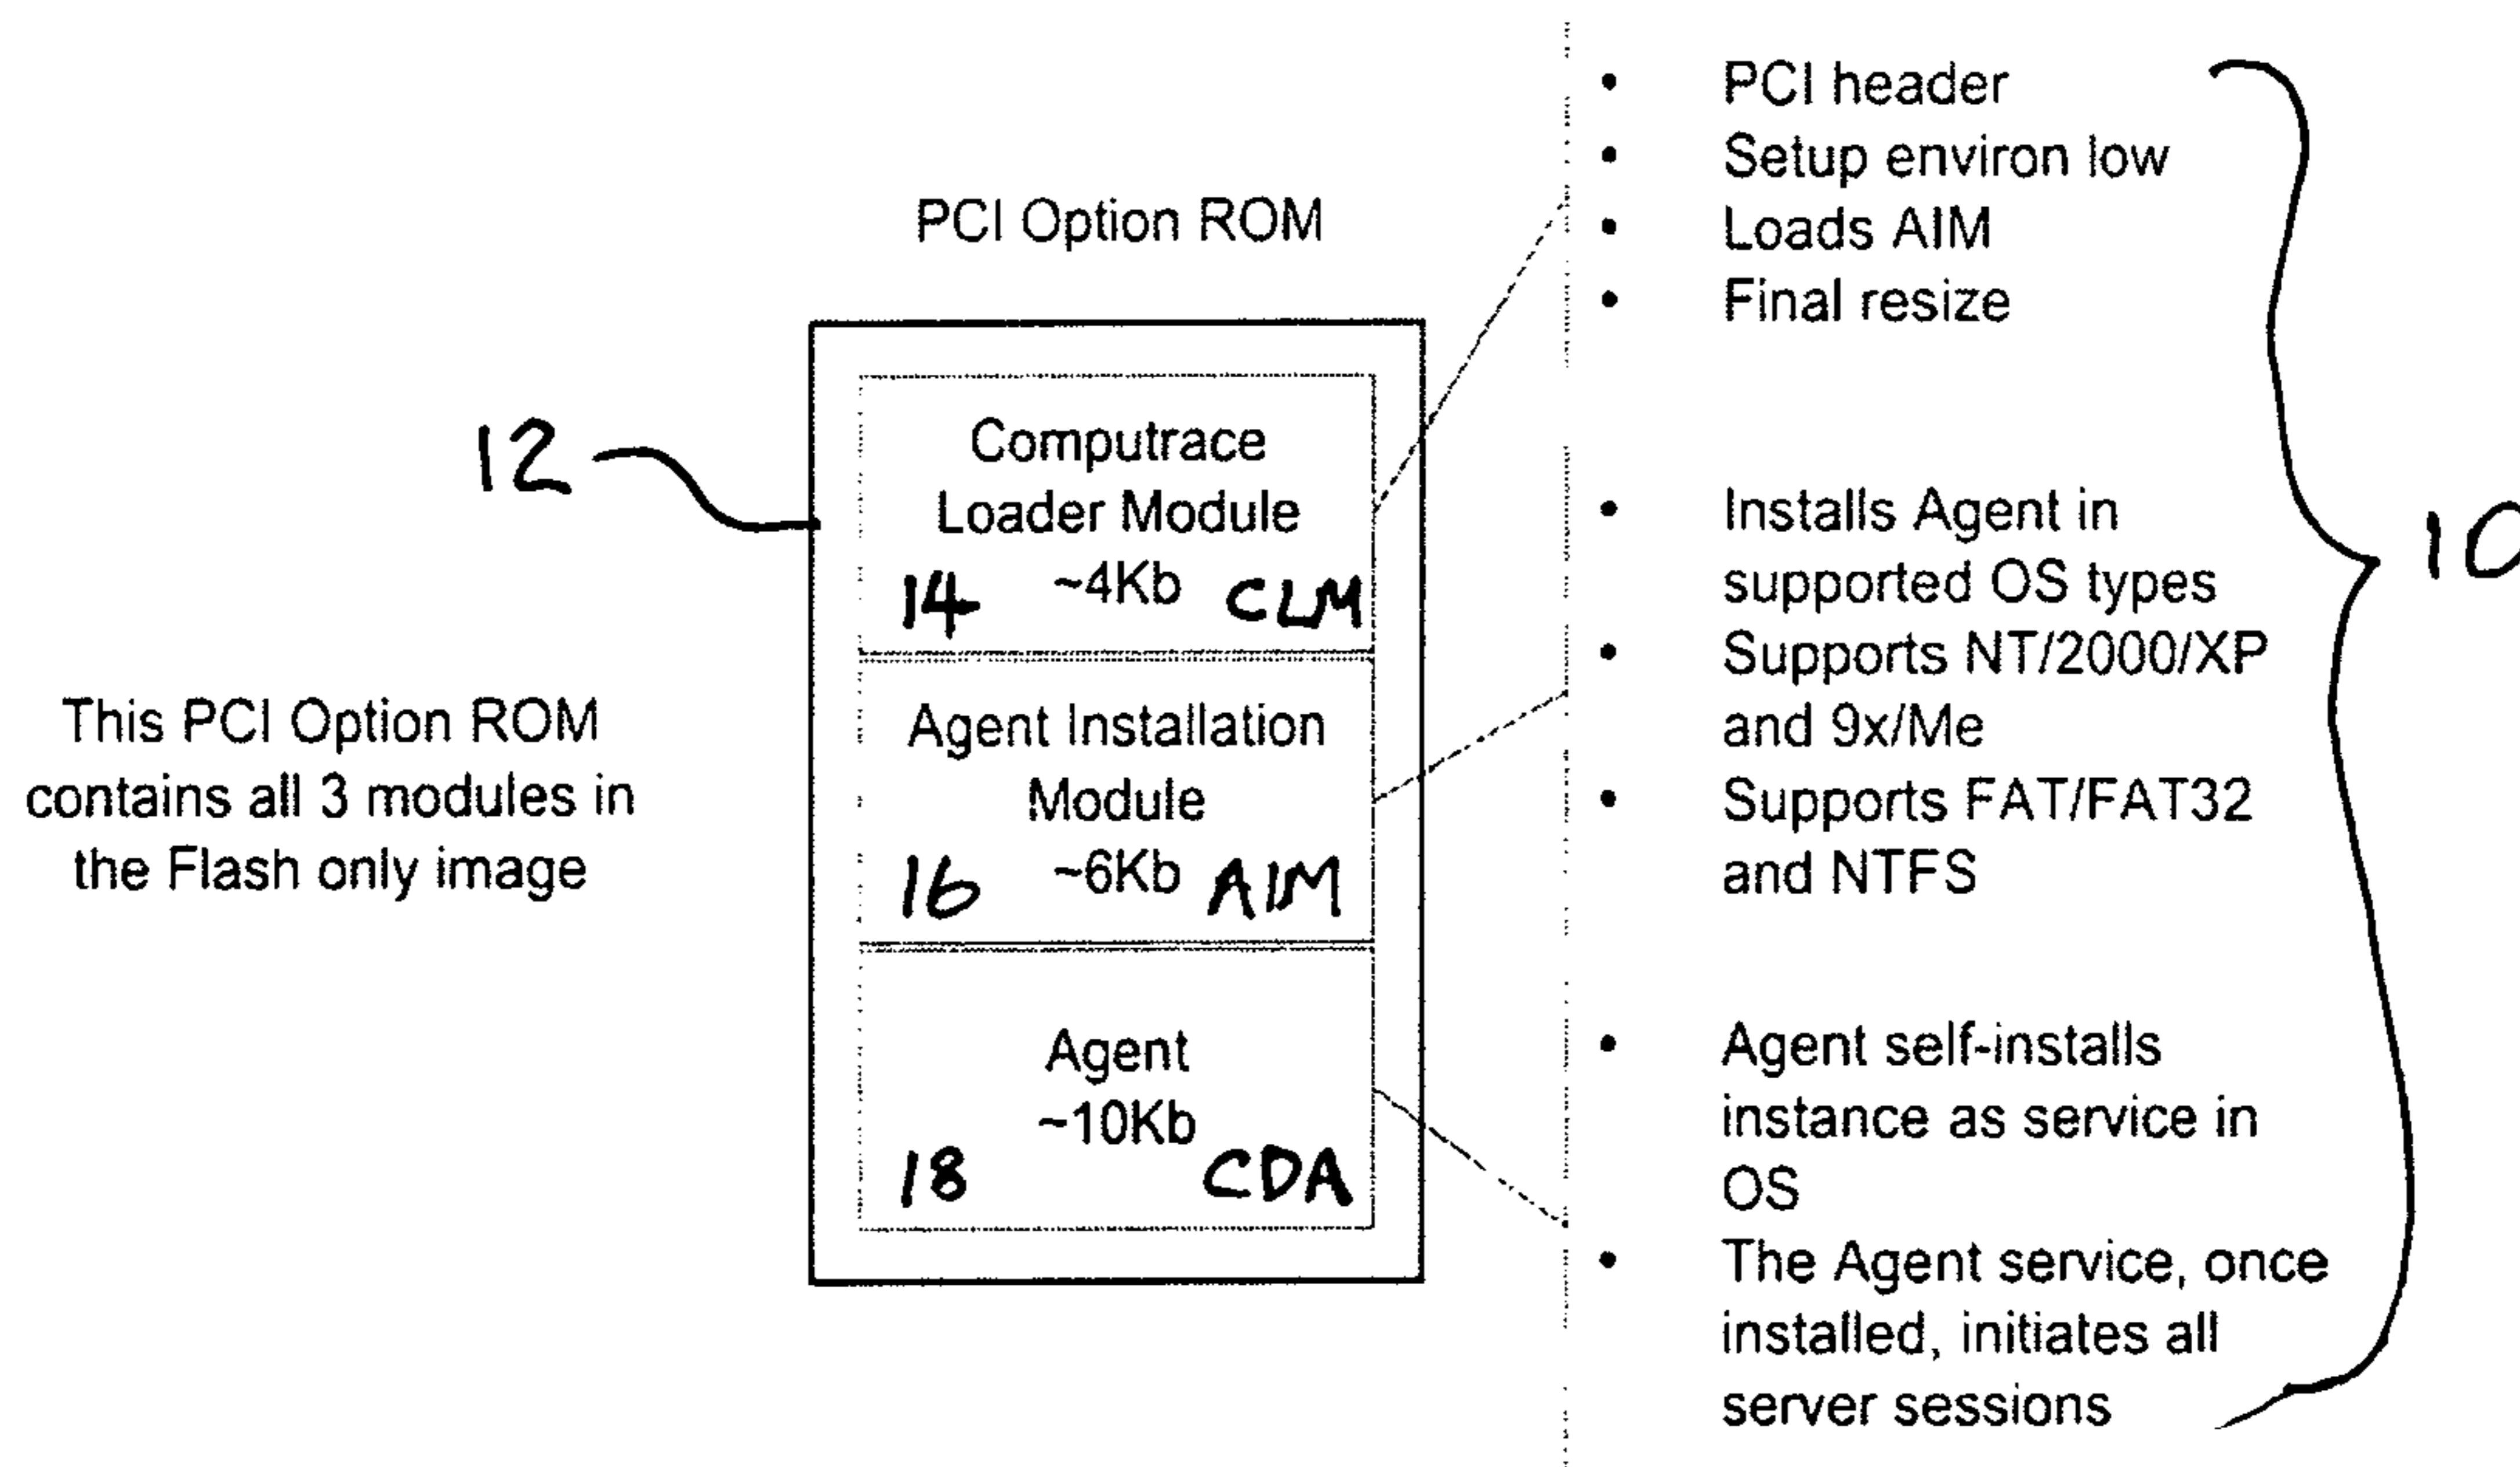 PCI Option ROM
12
Computrace
Loader Module
~4Kb
14
CLM
Agent Installation
Module
~6Kb
16
AIM
Agent
~10Kb
18
CDA
This PCI Option ROM
contains all 3 modules in
the Flash only image
• PCI header
• Setup environ low
• Loads AIM
• Final resize
• Installs Agent in
supported OS types
• Supports NT/2000/XP
and 9x/Me
• Supports FAT/FAT32
and NTFS
• Agent self-installs
instance as service in
OS
• The Agent service, once
installed, initiates all
server sessions
10